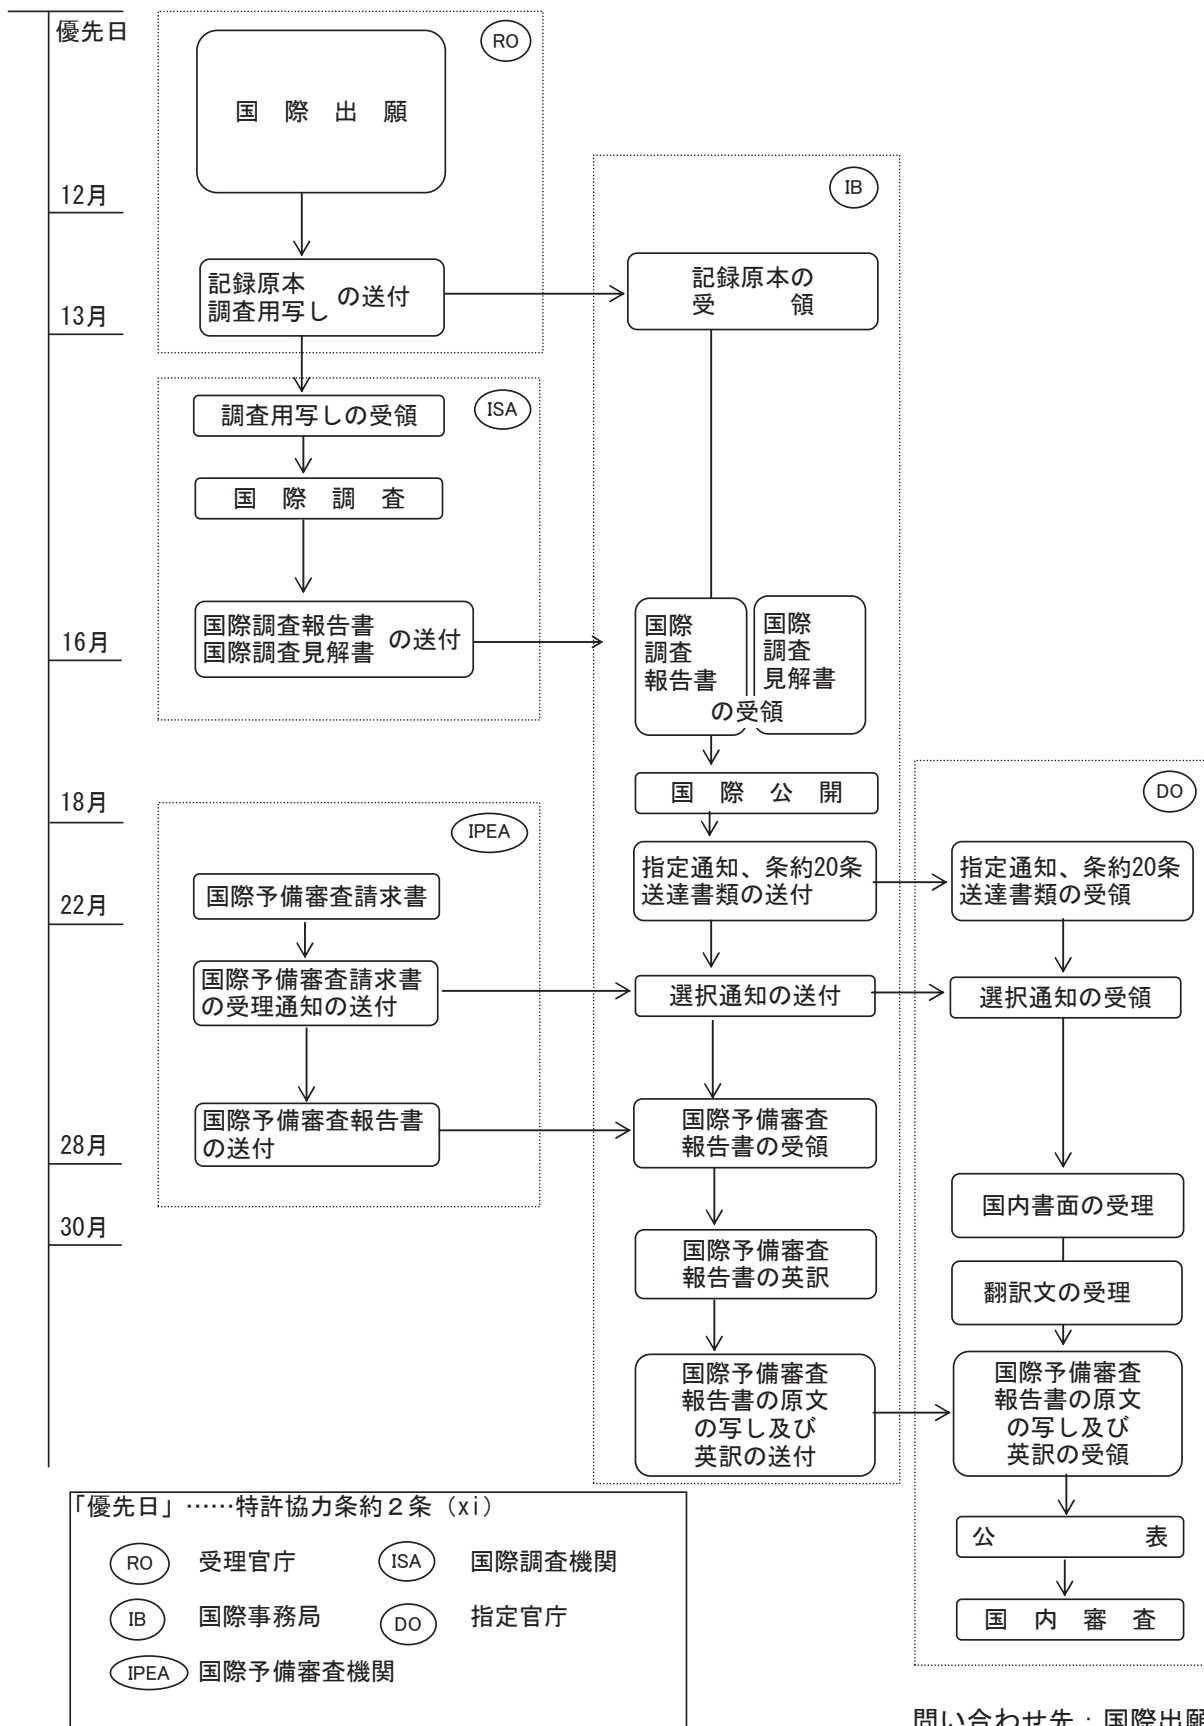 優先日
RO
国際出願
12月
IB
記録原本
調査用写し の送付
記録原本の
受領
13月
調査用写しの受領
ISA
国際調査
国際調査報告書
国際調査見解書 の送付
16月
国際
調査
報告書
国際
調査
見解書
の受領
国際公開
18月
DO
IPEA
指定通知、条約20条
送達書類の送付
指定通知、条約20条
送達書類の受領
国際予備審査請求書
22月
国際予備審査請求書
の受理通知の送付
選択通知の送付
選択通知の受領
国際予備審査報告書
の送付
国際予備審査
報告書の受領
28月
国内書面の受理
30月
国際予備審査
報告書の英訳
翻訳文の受理
国際予備審査
報告書の原文
の写し及び
英訳の送付
国際予備審査
報告書の原文
の写し及び
英訳の受領
公表
国内審査
「優先日」……特許協力条約2条（xi）
RO 受理官庁 ISA 国際調査機関
IB 国際事務局 DO 指定官庁
IPEA 国際予備審査機関
問い合わせ先：国際出願